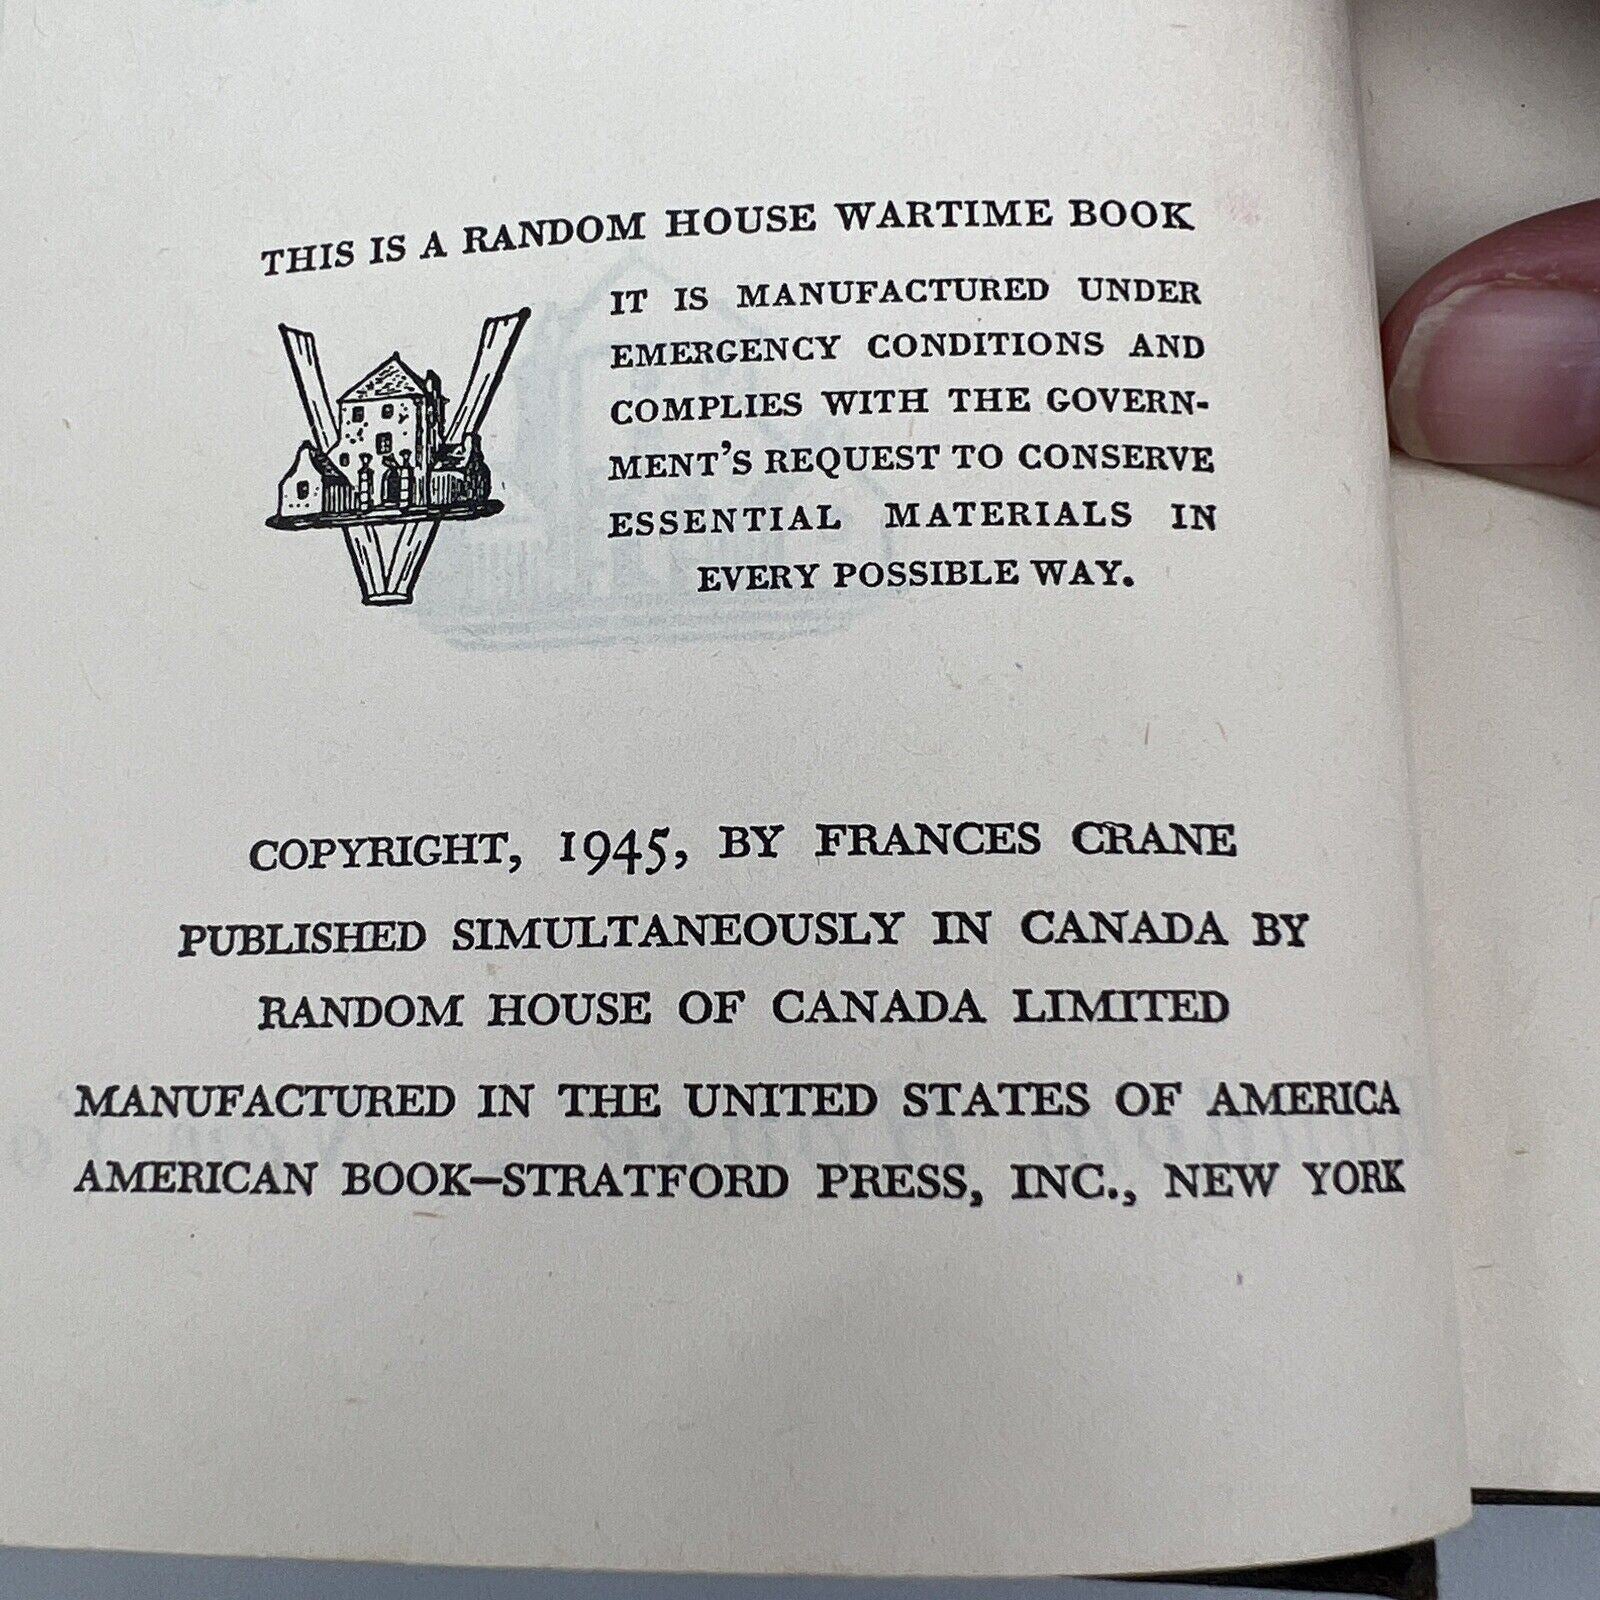 THIS IS A RANDOM HOUSE WARTIME BOOK
IT IS MANUFACTURED UNDER
EMERGENCY CONDITIONS AND
COMPLIES WITH THE GOVERN-
MENT'S REQUEST TO CONSERVE
ESSENTIAL MATERIALS IN
EVERY POSSIBLE WAY.
COPYRIGHT, 1945, BY FRANCES CRANE
PUBLISHED SIMULTANEOUSLY IN CANADA BY
RANDOM HOUSE OF CANADA LIMITED
MANUFACTURED IN THE UNITED STATES OF AMERICA
AMERICAN BOOK–STRATFORD PRESS, INC., NEW YORK